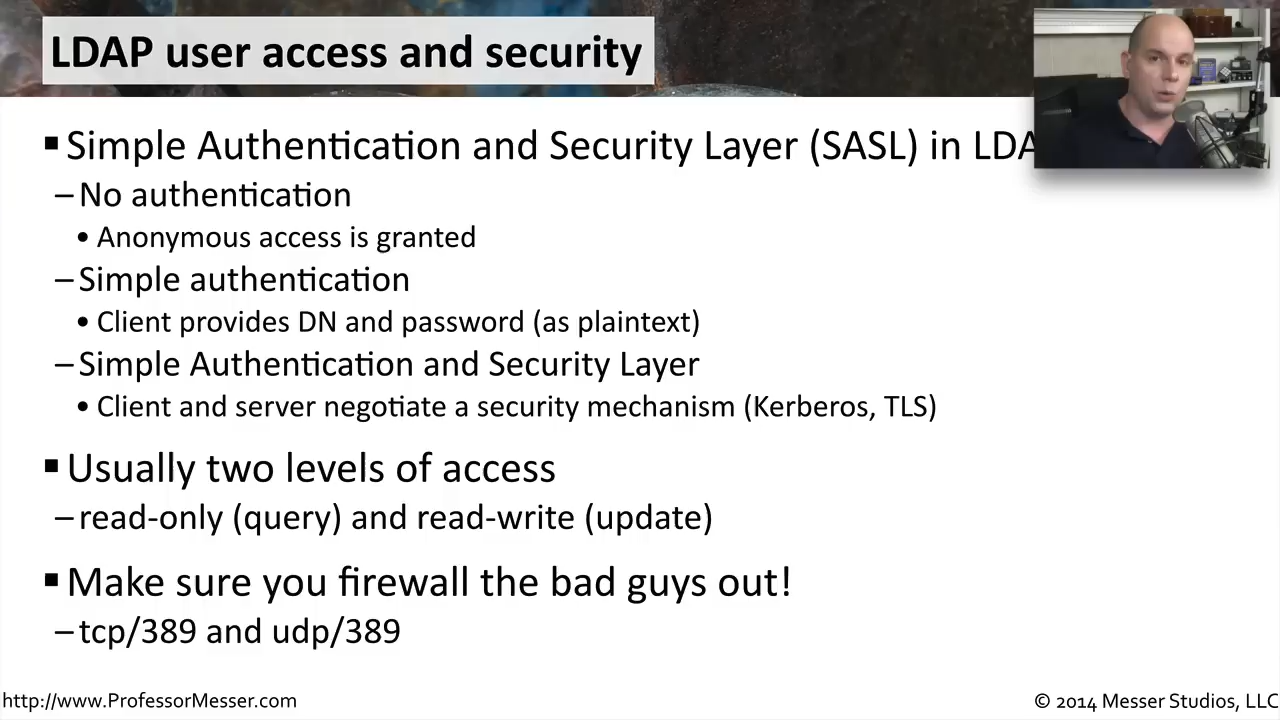 LDAP user access and security
▪ Simple Authentication and Security Layer (SASL) in LDA
– No authentication
• Anonymous access is granted
– Simple authentication
• Client provides DN and password (as plaintext)
– Simple Authentication and Security Layer
• Client and server negotiate a security mechanism (Kerberos, TLS)
▪ Usually two levels of access
– read-only (query) and read-write (update)
▪ Make sure you firewall the bad guys out!
– tcp/389 and udp/389
http://www.ProfessorMesser.com
© 2014 Messer Studios, LLC